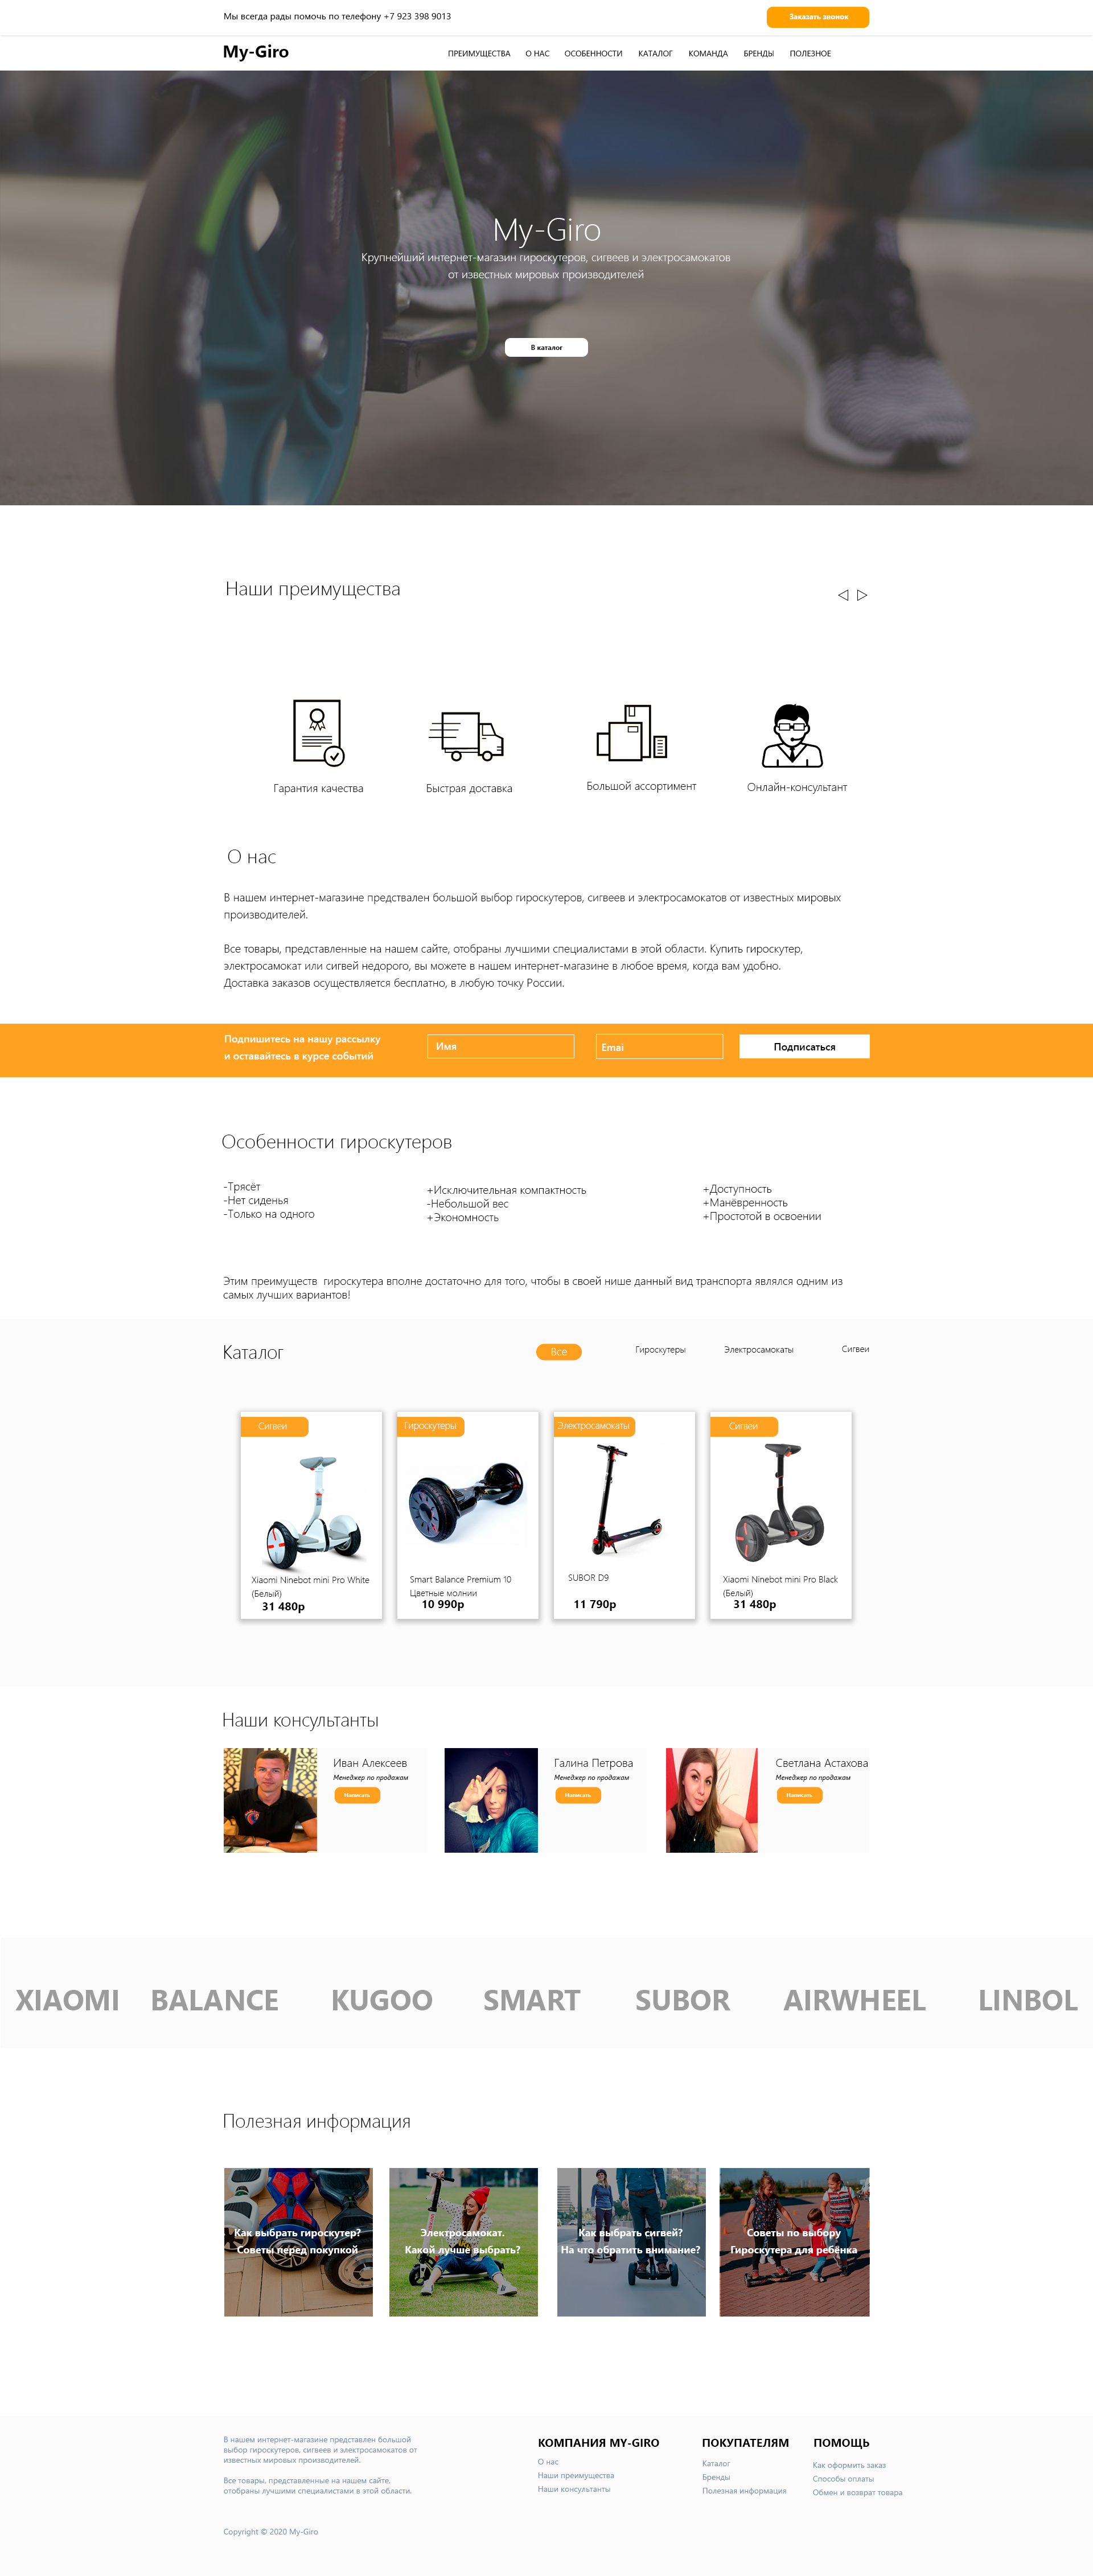 Мы всегда рады помочь по телефону +7 923 398 9013
Заказать звонок
My-Giro
ПРЕИМУЩЕСТВА О НАС ОСОБЕННОСТИ КАТАЛОГ КОМАНДА БРЕНДЫ ПОЛЕЗНОЕ
My-Giro
Крупнейший интернет-магазин гироскутеров, сигвеев и электросамокатов
от известных мировых производителей
В каталог
Наши преимущества
Гарантия качества
Быстрая доставка
Большой ассортимент
Онлайн-консультант
О нас
В нашем интернет-магазине предствален большой выбор гироскутеров, сигвеев и электросамокатов от известных мировых
производителей.
Все товары, представленные на нашем сайте, отобраны лучшими специалистами в этой области. Купить гироскутер,
электросамокат или сигвей недорого, вы можете в нашем интернет-магазине в любое время, когда вам удобно.
Доставка заказов осуществляется бесплатно, в любую точку России.
Подпишитесь на нашу рассылку
и оставайтесь в курсе событий
Имя
Emai
Подписаться
Особенности гироскутеров
-Трясёт
-Нет сиденья
-Только на одного
+Исключительная компактность
-Небольшой вес
+Экономность
+Доступность
+Манёвренность
+Простотой в освоении
Этим преимуществ  гироскутера вполне достаточно для того, чтобы в своей нише данный вид транспорта являлся одним из
самых лучших вариантов!
Каталог
Все
Гироскутеры
Электросамокаты
Сигвеи
Сигвеи
Xiaomi Ninebot mini Pro White
(Белый)
31 480р
Гироскутеры
Smart Balance Premium 10
Цветные молнии
10 990р
Электросамокаты
SUBOR D9
11 790р
Сигвеи
Xiaomi Ninebot mini Pro Black
(Белый)
31 480р
Наши консультанты
Иван Алексеев
Менеджер по продажам
Написать
Галина Петрова
Менеджер по продажам
Написать
Светлана Астахова
Менеджер по продажам
Написать
XIAOMI BALANCE KUGOO SMART SUBOR AIRWHEEL LINBOL
Полезная информация
Как выбрать гироскутер?
Советы перед покупкой
Электросамокат.
Какой лучше выбрать?
Как выбрать сигвей?
На что обратить внимание?
Советы по выбору
Гироскутера для ребёнка
В нашем интернет-магазине представлен большой
выбор гироскутеров, сигвеев и электросамокатов от
известных мировых производителей.
Все товары, представленные на нашем сайте,
отобраны лучшими специалистами в этой области.
Copyright © 2020 My-Giro
КОМПАНИЯ MY-GIRO
О нас
Наши преимущества
Наши консультанты
ПОКУПАТЕЛЯМ
Каталог
Бренды
Полезная информация
ПОМОЩЬ
Как оформить заказ
Способы оплаты
Обмен и возврат товара